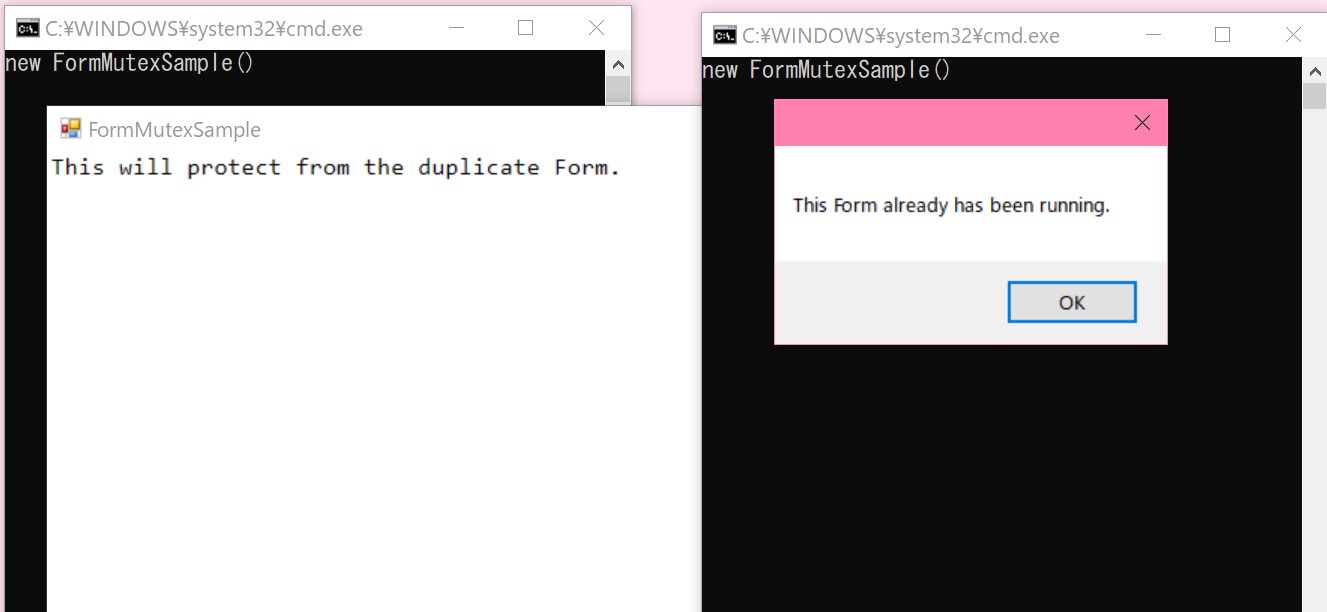 C:¥WINDOWS¥system32¥cmd.exe
new FormMutexSample()
FormMutexSample
This will protect from the duplicate Form.
C:¥WINDOWS¥system32¥cmd.exe
new FormMutexSample()
This Form already has been running.
OK